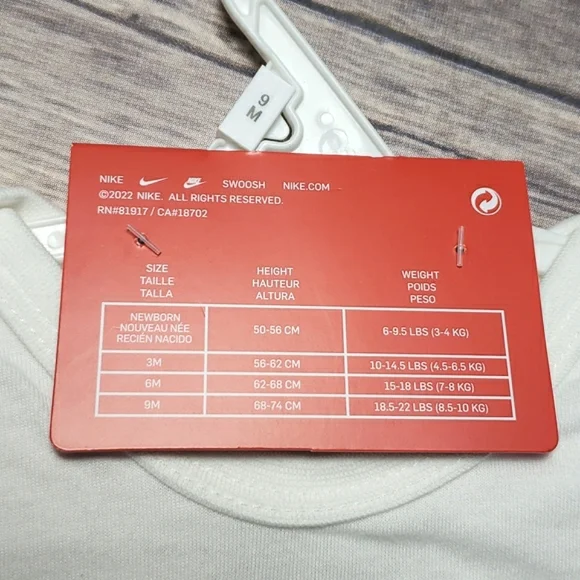 9
M
NIKE SWOOSH NIKE.COM
©2022 NIKE. ALL RIGHTS RESERVED.
RN#81917 / CA#18702
SIZE HEIGHT WEIGHT
TAILLE HAUTEUR POIDS
TALLA ALTURA PESO
NEWBORN
NOUVEAU NÉE 50-56 CM 6-9.5 LBS (3-4 KG)
RECIÉN NACIDO
3M 56-62 CM 10-14.5 LBS (4.5-6.5 KG)
6M 62-68 CM 15-18 LBS (7-8 KG)
9M 68-74 CM 18.5-22 LBS (8.5-10 KG)